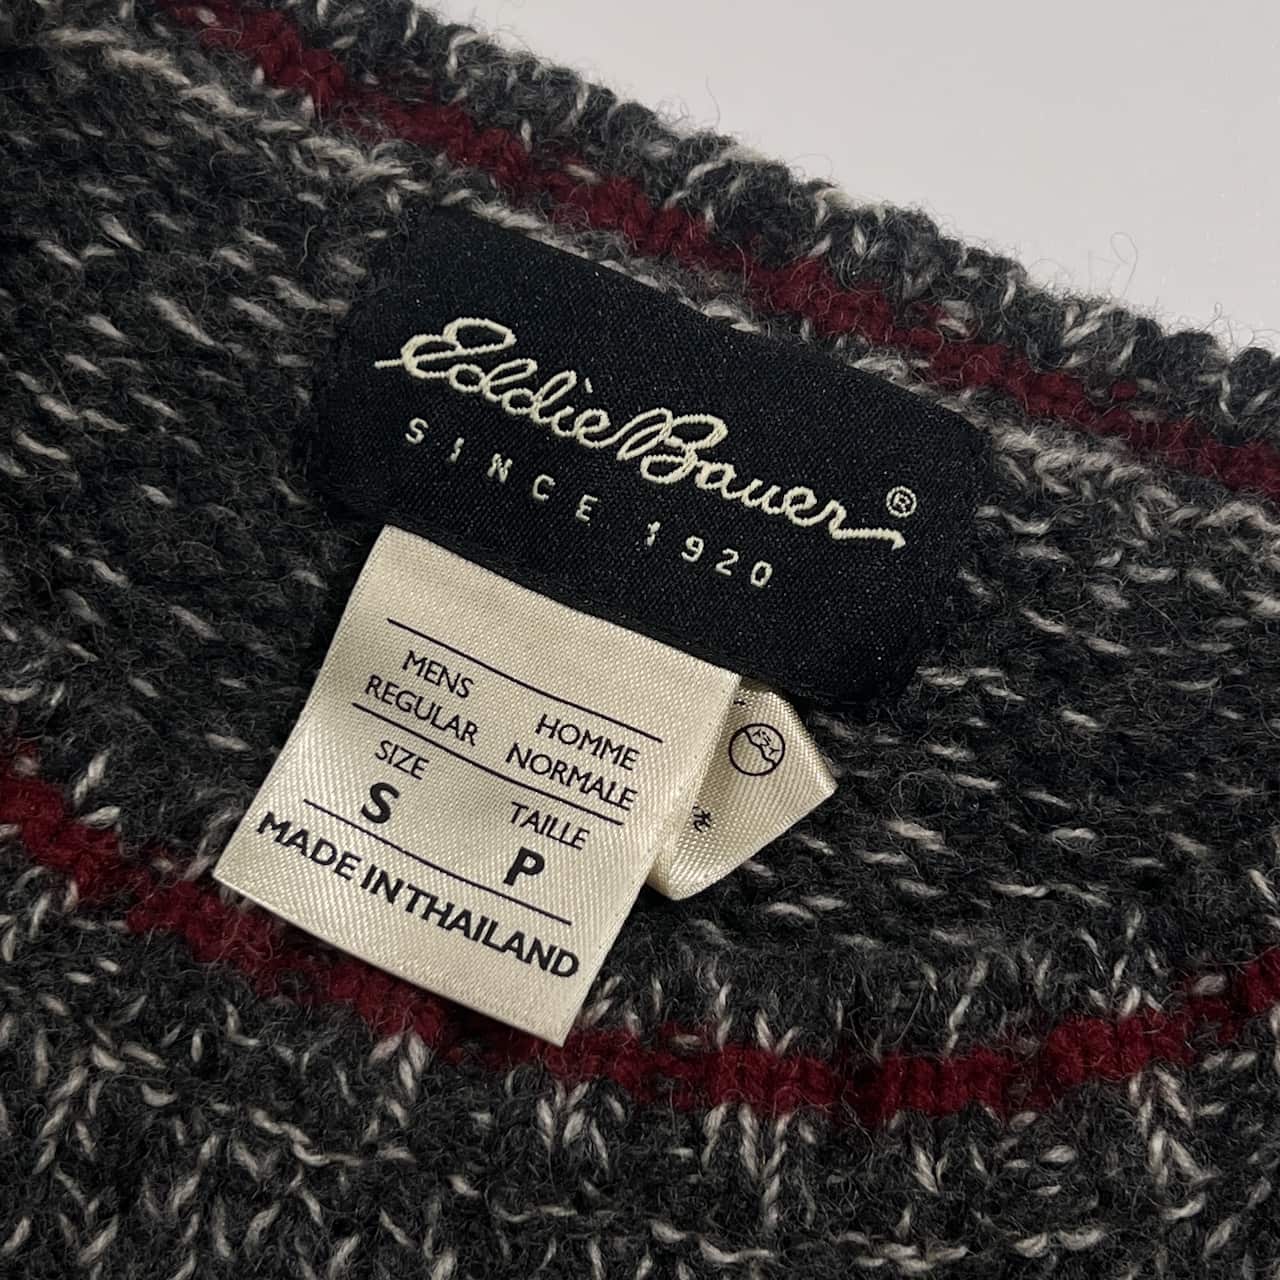 Eddie Bauer®
SINCE 1920
MENS
REGULAR
HOMME
NORMALE
SIZE
S
TAILLE
P
MADE IN THAILAND